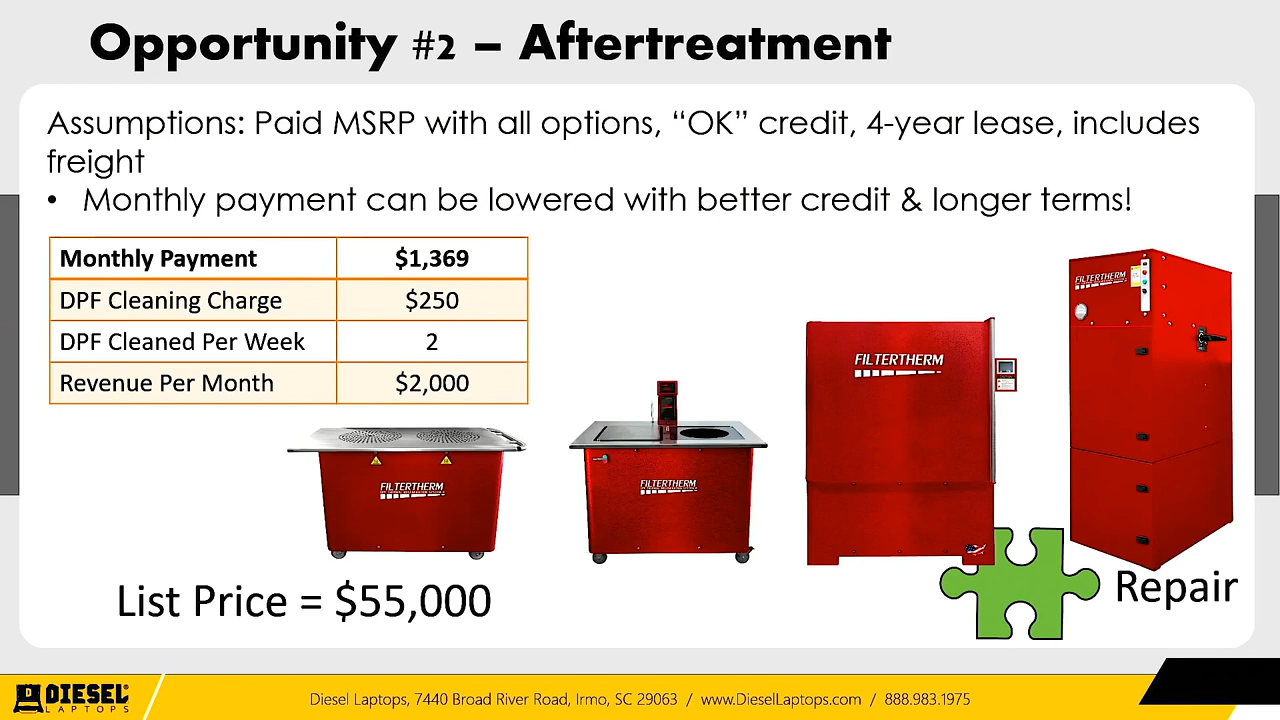 Opportunity #2 – Aftertreatment
Assumptions: Paid MSRP with all options, “OK” credit, 4-year lease, includes
freight
• Monthly payment can be lowered with better credit & longer terms!
Monthly Payment $1,369
DPF Cleaning Charge $250
DPF Cleaned Per Week 2
Revenue Per Month $2,000
FILTERTHERM
FILTERTHERM
FILTERTHERM
FILTERTHERM
List Price = $55,000
Repair
DIESEL
LAPTOPS
Diesel Laptops, 7440 Broad River Road, Irmo, SC 29063 / www.DieselLaptops.com / 888.983.1975